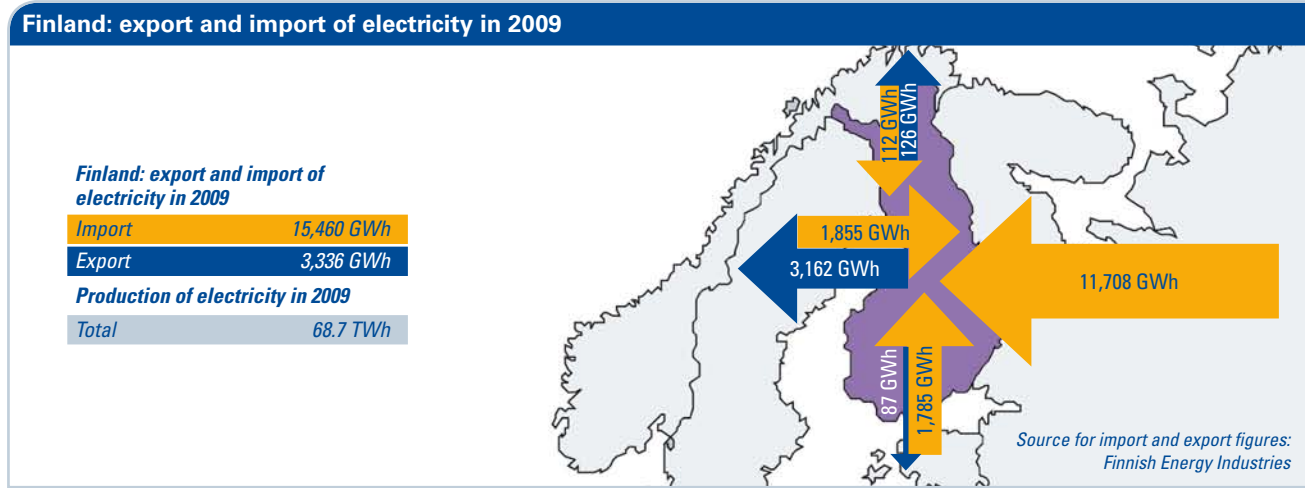 Finland: export and import of electricity in 2009
Finland: export and import of
electricity in 2009
Import 15,460 GWh
Export 3,336 GWh
Production of electricity in 2009
Total 68.7 TWh
112 GWh
126 GWh
1,855 GWh
3,162 GWh
11,708 GWh
87 GWh
1,785 GWh
Source for import and export figures:
Finnish Energy Industries